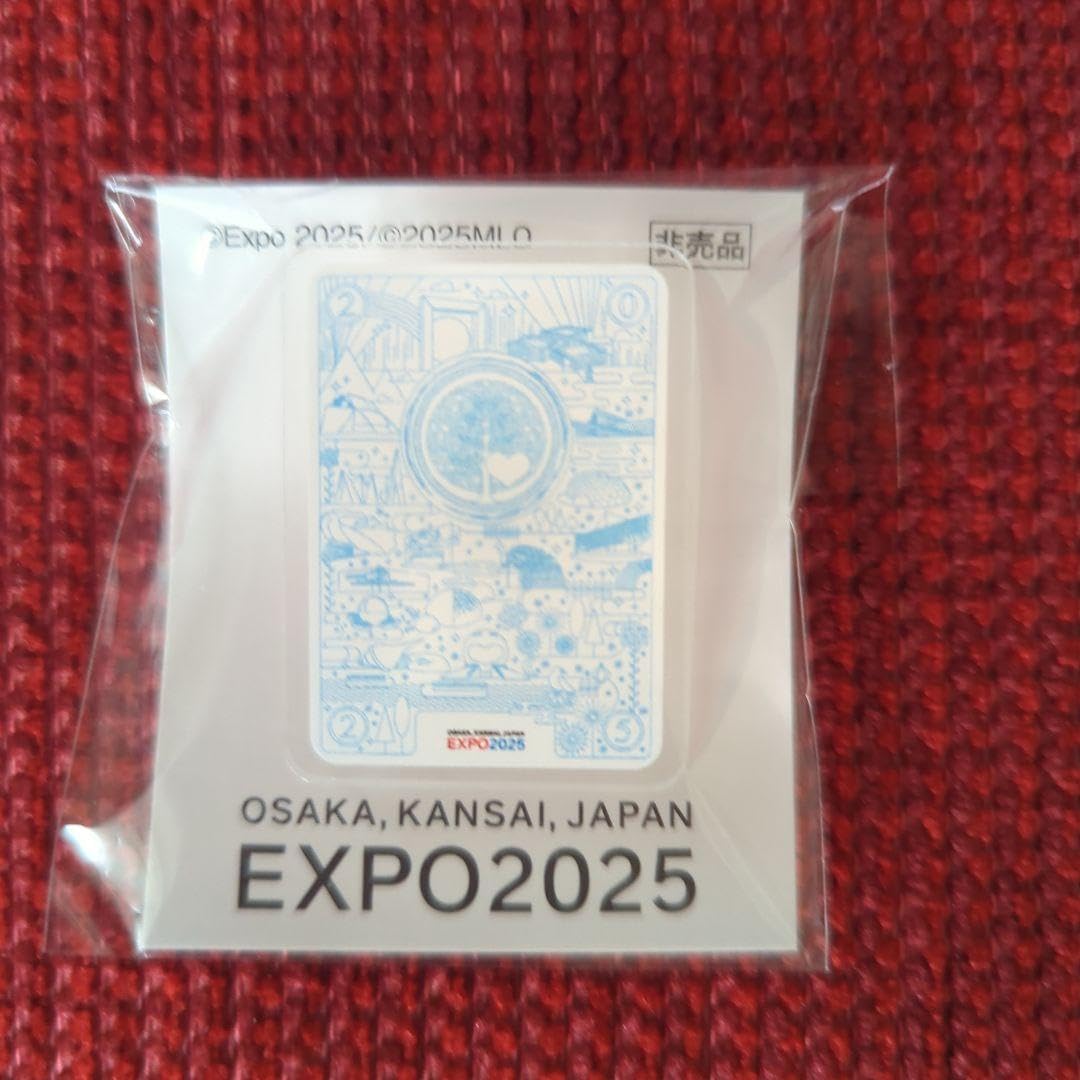 ©Expo 2025/©2025MLO
非売品
2 0
2 5
OSAKA, KANSAI, JAPAN
EXPO2025
OSAKA, KANSAI, JAPAN
EXPO2025